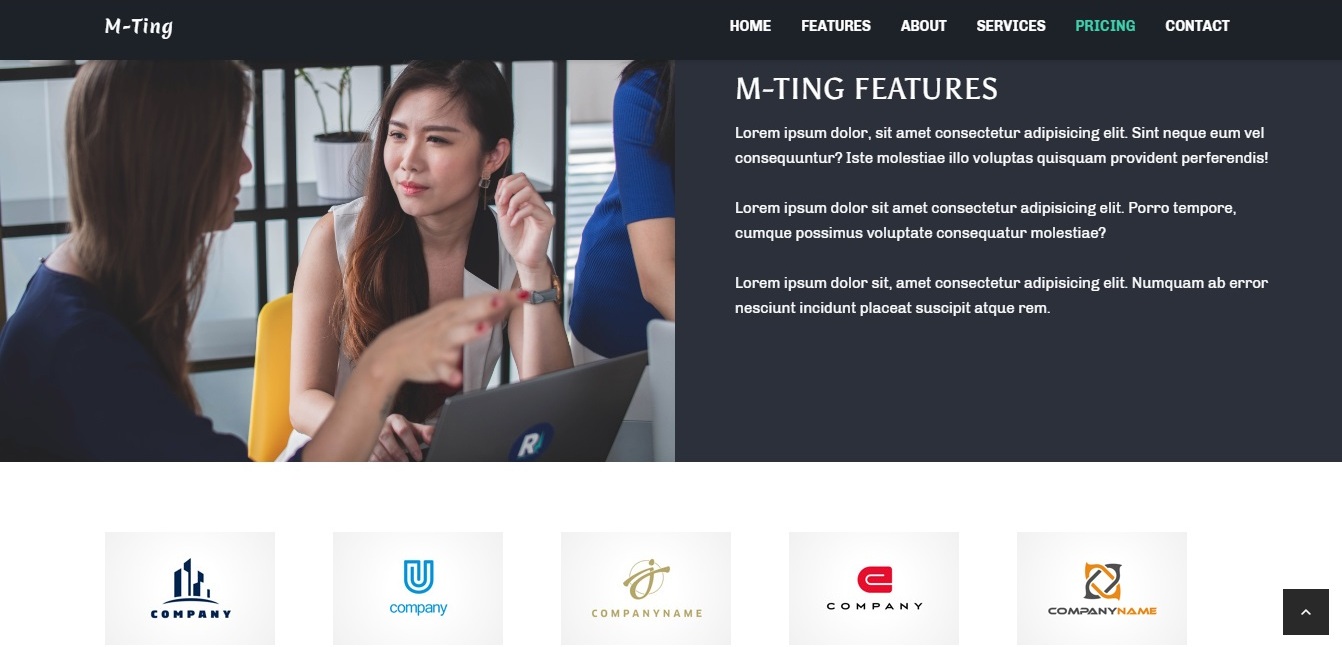 M-Ting
HOME FEATURES ABOUT SERVICES PRICING CONTACT
M-TING FEATURES
Lorem ipsum dolor, sit amet consectetur adipisicing elit. Sint neque eum vel
consequuntur? Iste molestiae illo voluptas quisquam provident perferendis!
Lorem ipsum dolor sit amet consectetur adipisicing elit. Porro tempore,
cumque possimus voluptate consequatur molestiae?
Lorem ipsum dolor sit, amet consectetur adipisicing elit. Numquam ab error
nesciunt incidunt placeat suscipit atque rem.
R
COMPANY
company
COMPANYNAME
COMPANY
COMPANYNAME